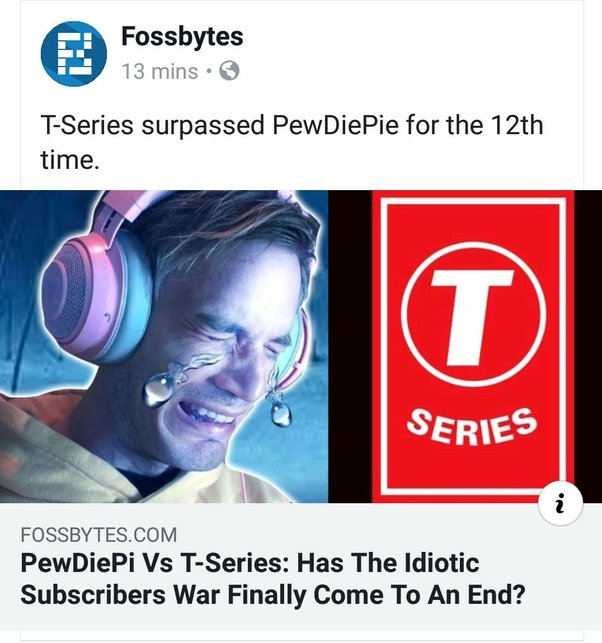 Fossbytes
13 mins •
T-Series surpassed PewDiePie for the 12th
time.
T
SERIES
i
FOSSBYTES.COM
PewDiePi Vs T-Series: Has The Idiotic
Subscribers War Finally Come To An End?